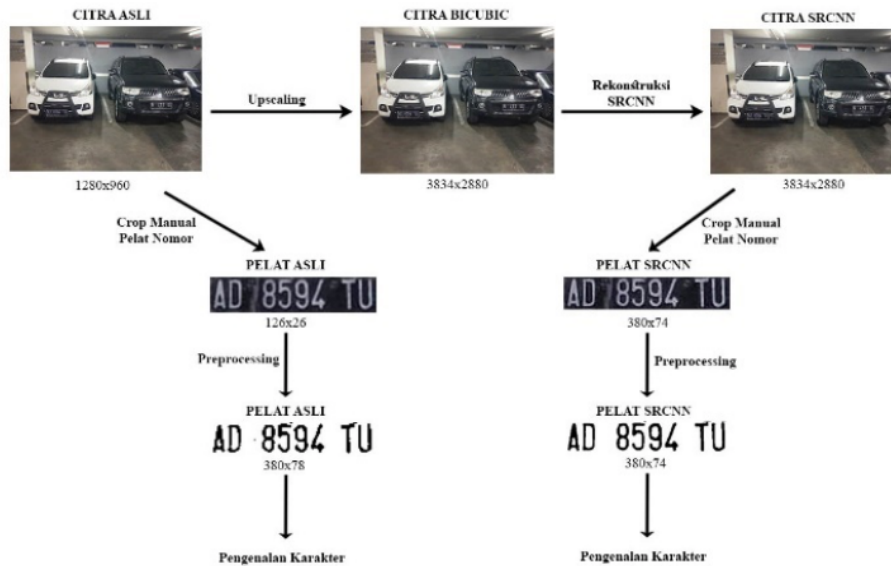 CITRA ASLI
CITRA BICUBIC
CITRA SRCNN
Upscaling
Rekonstruksi
SRCNN
1280x960
3834x2880
3834x2880
Crop Manual
Pelat Nomor
Crop Manual
Pelat Nomor
PELAT ASLI
PELAT SRCNN
AD 8594 TU
AD 8594 TU
126x26
380x74
Preprocessing
Preprocessing
PELAT ASLI
PELAT SRCNN
AD 8594 TU
AD 8594 TU
380x78
380x74
Pengenalan Karakter
Pengenalan Karakter